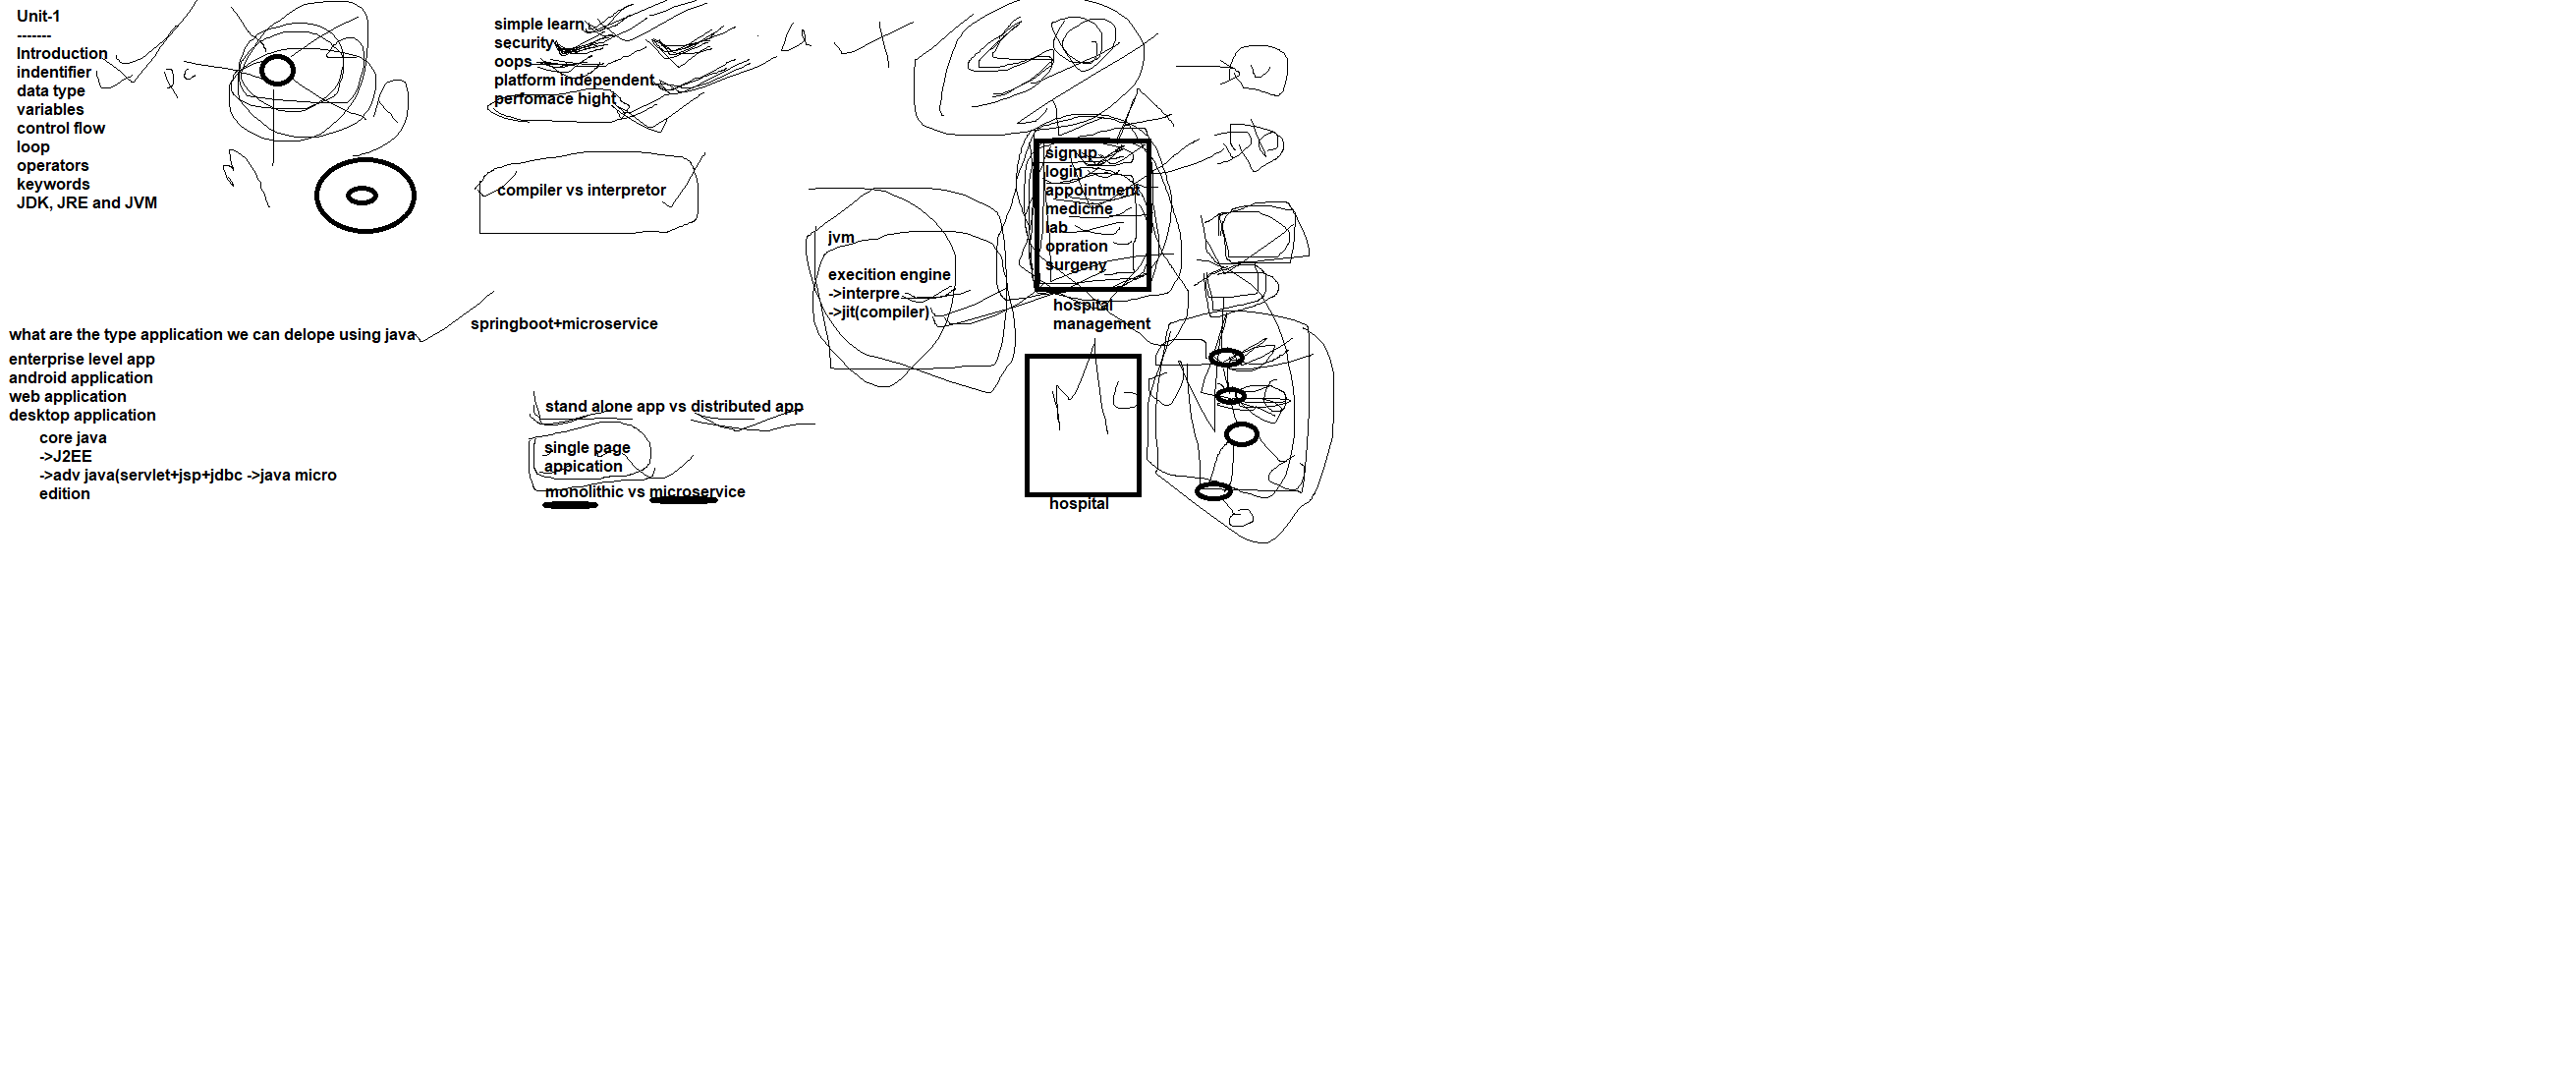 Unit-1
-------
Introduction
indentifier
data type
variables
control flow
loop
operators
keywords
JDK, JRE and JVM
simple learn
security
oops
platform independent
perfomace hight
compiler vs interpretor
jvm
execition engine
->interpre
->jit(compiler)
signup
login
appointment
medicine
lab
opration
surgeny
hospital
management
what are the type application we can delope using java
enterprise level app
android application
web application
desktop application
core java
->J2EE
->adv java(servlet+jsp+jdbc ->java micro
edition
springboot+microservice
stand alone app vs distributed app
single page
appication
monolithic vs microservice
hospital